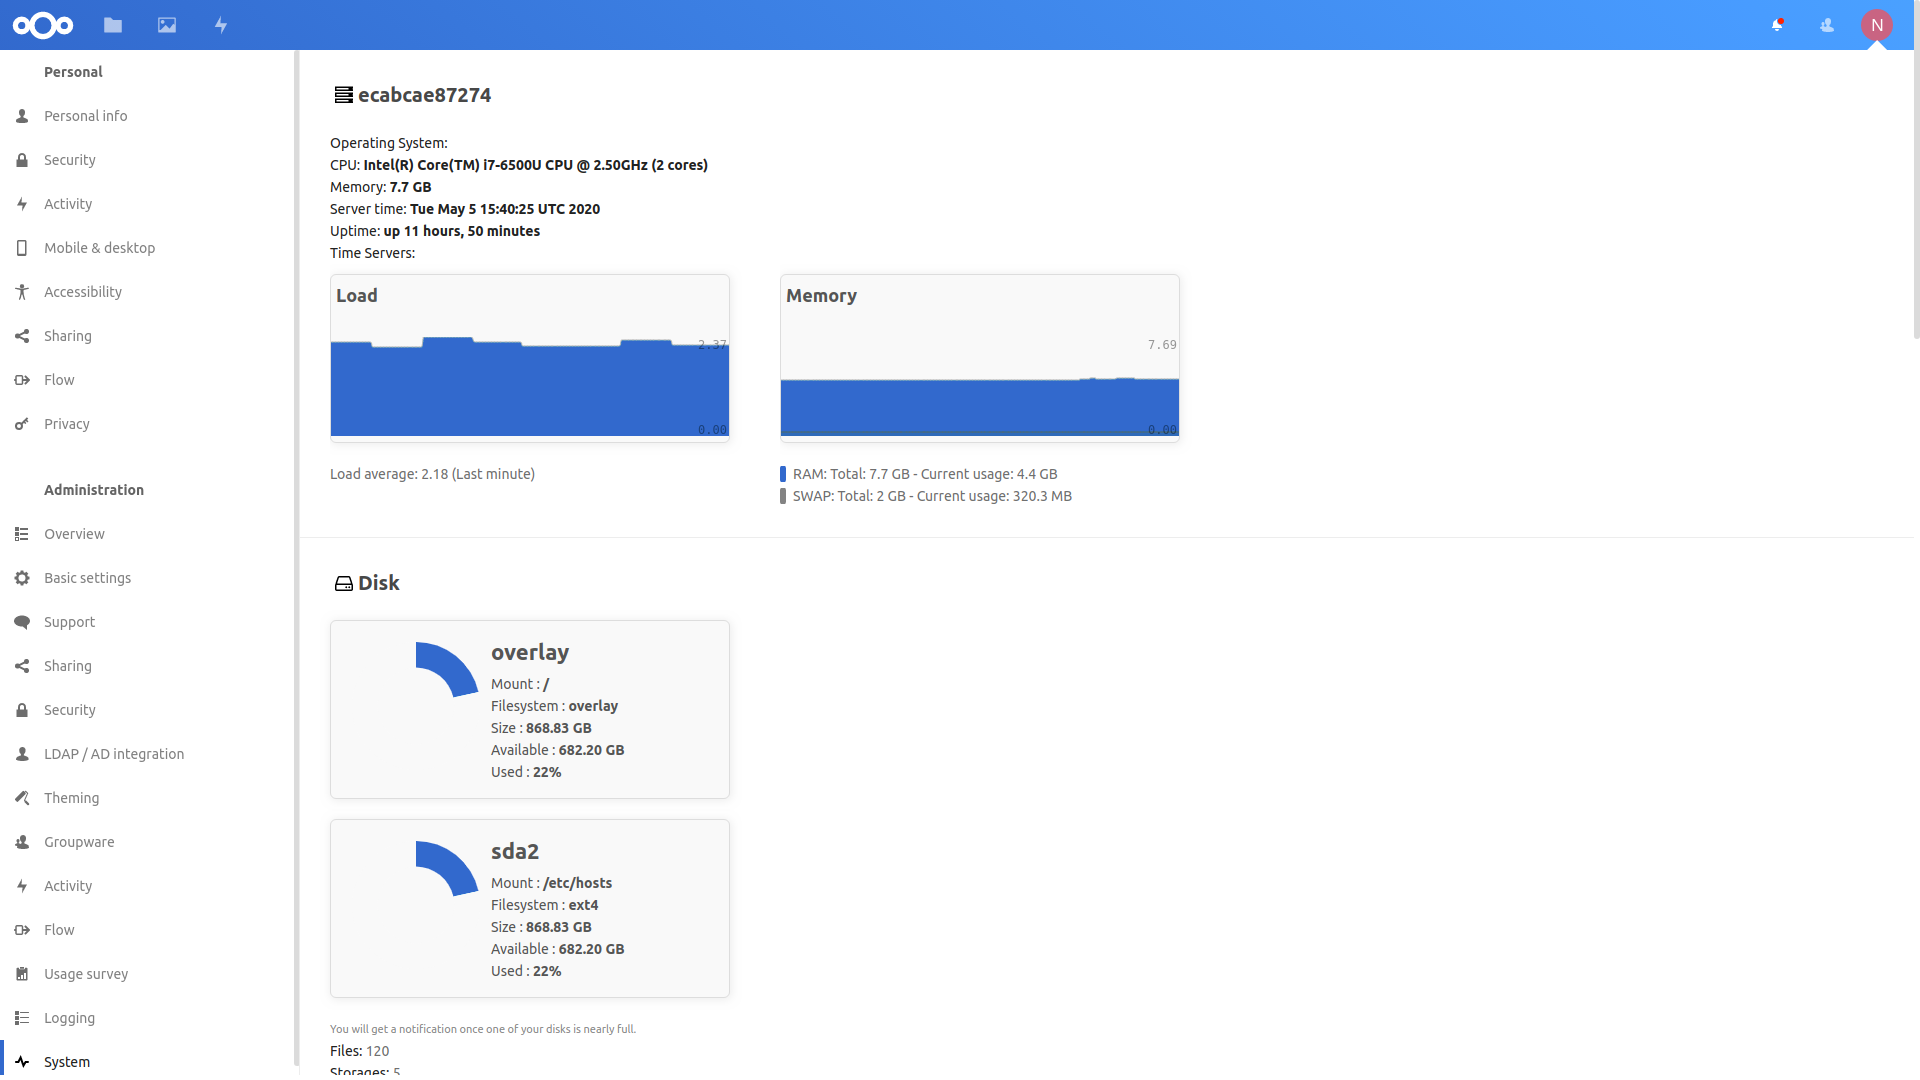 N
Personal
Personal info
Security
Activity
Mobile & desktop
Accessibility
Sharing
Flow
Privacy
Administration
Overview
Basic settings
Support
Sharing
Security
LDAP / AD integration
Theming
Groupware
Activity
Flow
Usage survey
Logging
System
ecabcae87274
Operating System:
CPU: Intel(R) Core(TM) i7-6500U CPU @ 2.50GHz (2 cores)
Memory: 7.7 GB
Server time: Tue May 5 15:40:25 UTC 2020
Uptime: up 11 hours, 50 minutes
Time Servers:
Load
2.37
0.00
Load average: 2.18 (Last minute)
Memory
7.69
0.00
RAM: Total: 7.7 GB - Current usage: 4.4 GB
SWAP: Total: 2 GB - Current usage: 320.3 MB
Disk
overlay
Mount : /
Filesystem : overlay
Size : 868.83 GB
Available : 682.20 GB
Used : 22%
sda2
Mount : /etc/hosts
Filesystem : ext4
Size : 868.83 GB
Available : 682.20 GB
Used : 22%
You will get a notification once one of your disks is nearly full.
Files: 120
Storages: 5